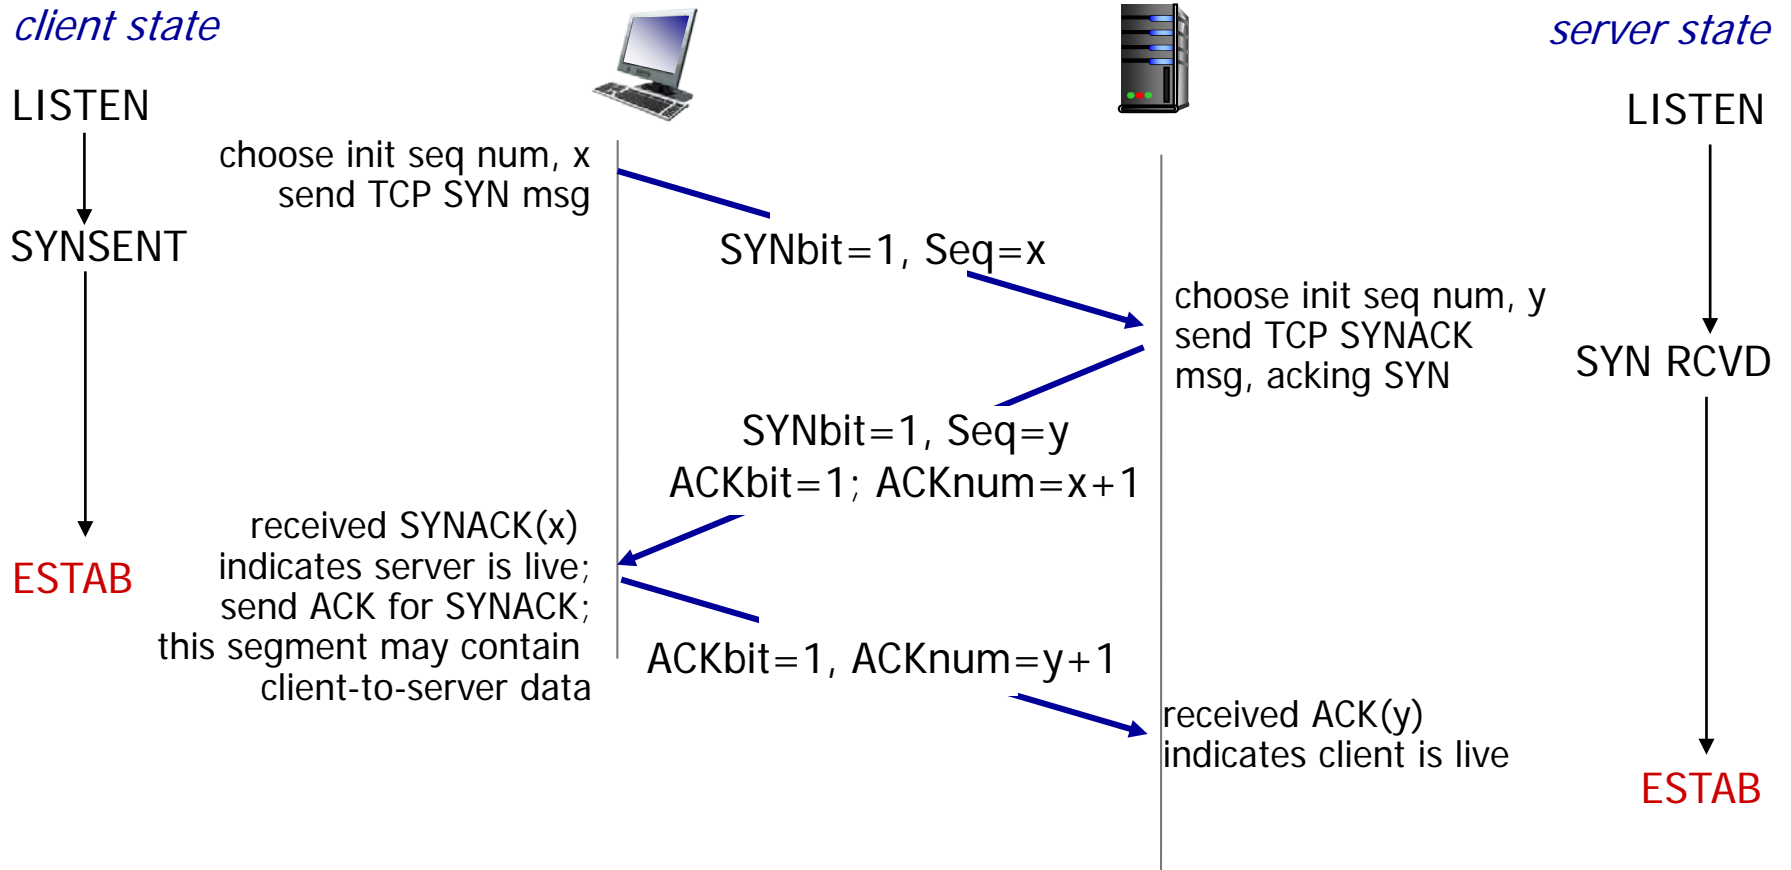 client state
server state
LISTEN
LISTEN
choose init seq num, x
send TCP SYN msg
SYNSENT
SYNbit=1, Seq=x
choose init seq num, y
send TCP SYNACK
msg, acking SYN
SYN RCVD
SYNbit=1, Seq=y
ACKbit=1; ACKnum=x+1
received SYNACK(x)
indicates server is live;
send ACK for SYNACK;
this segment may contain
client-to-server data
ESTAB
ACKbit=1, ACKnum=y+1
received ACK(y)
indicates client is live
ESTAB